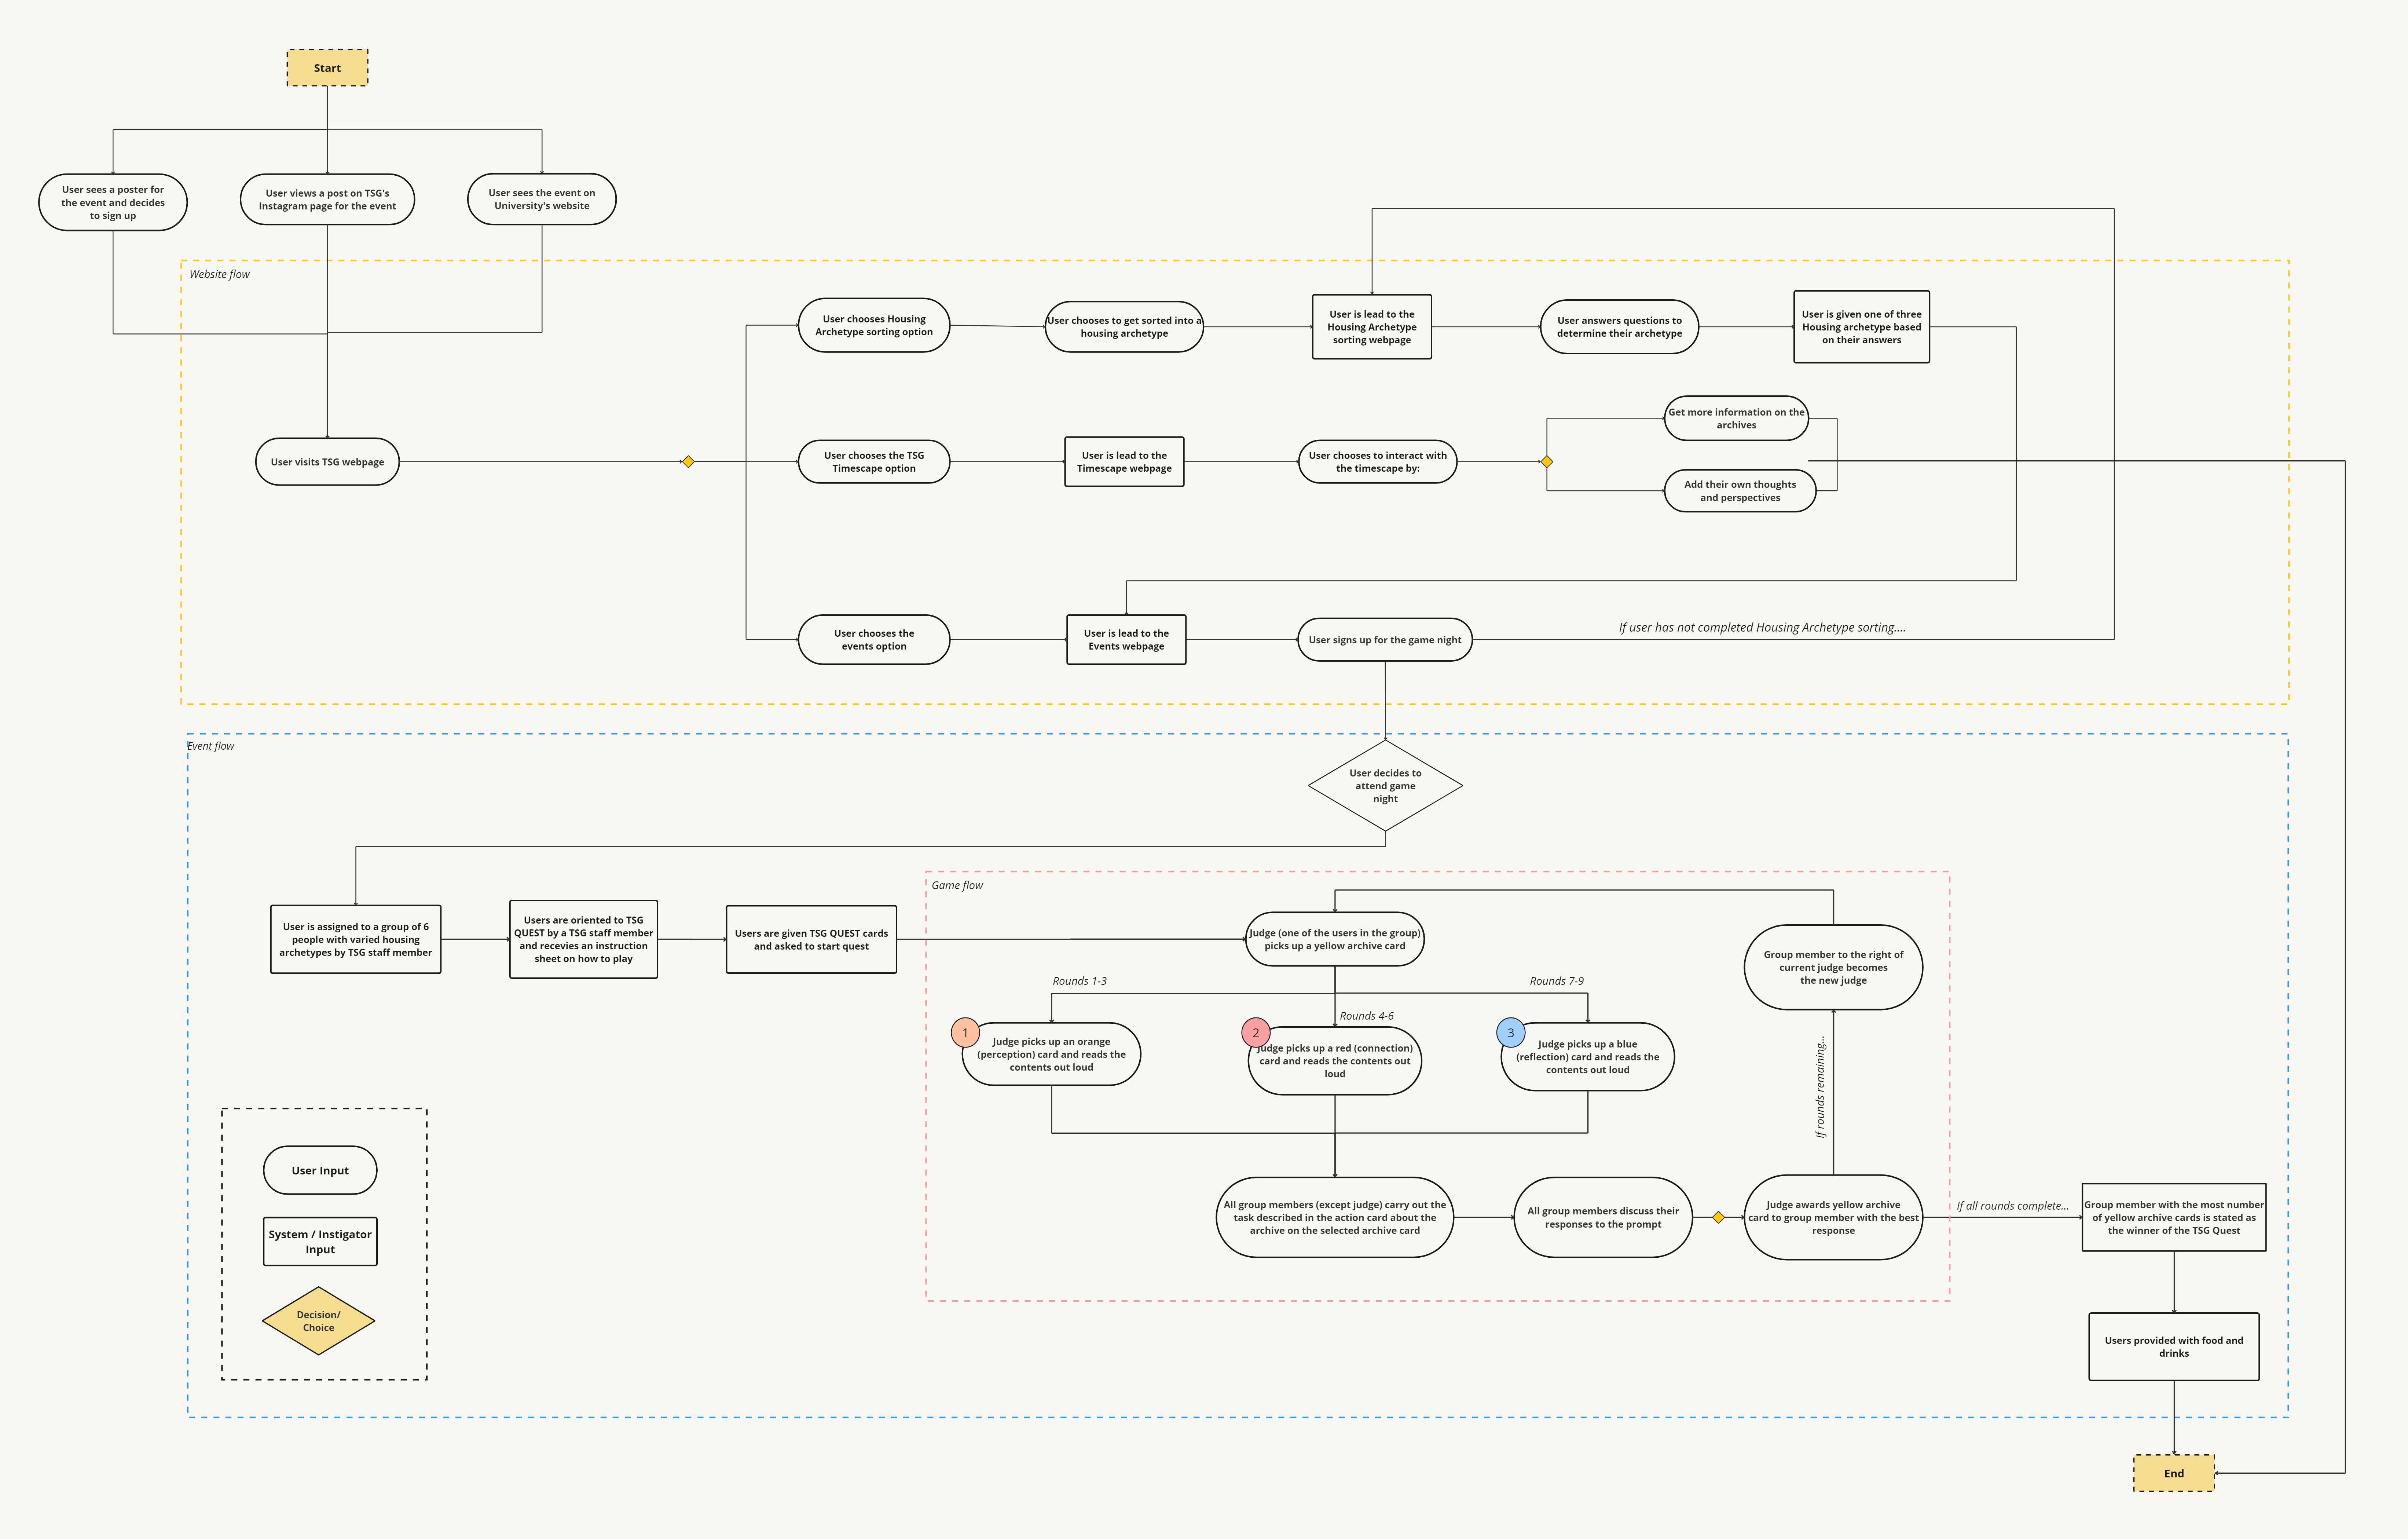 Start
User sees a poster for
the event and decides
to sign up
User views a post on TSG's
Instagram page for the event
User sees the event on
University's website
Website flow
User chooses Housing
Archetype sorting option
User chooses to get sorted into a
housing archetype
User is lead to the
Housing Archetype
sorting webpage
User answers questions to
determine their archetype
User is given one of three
Housing archetype based
on their answers
User visits TSG webpage
User chooses the TSG
Timescape option
User is lead to the
Timescape webpage
User chooses to interact with
the timescape by:
Get more information on the
archives
Add their own thoughts
and perspectives
User chooses the
events option
User is lead to the
Events webpage
User signs up for the game night
If user has not completed Housing Archetype sorting....
Event flow
User decides to
attend game
night
User is assigned to a group of 6
people with varied housing
archetypes by TSG staff member
Users are oriented to TSG
QUEST by a TSG staff member
and recevies an instruction
sheet on how to play
Users are given TSG QUEST cards
and asked to start quest
Game flow
Judge (one of the users in the group)
picks up a yellow archive card
Group member to the right of
current judge becomes
the new judge
Rounds 1-3
Rounds 4-6
Rounds 7-9
1
Judge picks up an orange
(perception) card and reads the
contents out loud
2
Judge picks up a red (connection)
card and reads the contents out
loud
3
Judge picks up a blue
(reflection) card and reads the
contents out loud
If rounds remaining...
All group members (except judge) carry out the
task described in the action card about the
archive on the selected archive card
All group members discuss their
responses to the prompt
Judge awards yellow archive
card to group member with the best
response
If all rounds complete...
Group member with the most number
of yellow archive cards is stated as
the winner of the TSG Quest
Users provided with food and
drinks
User Input
System / Instigator
Input
Decision/
Choice
End